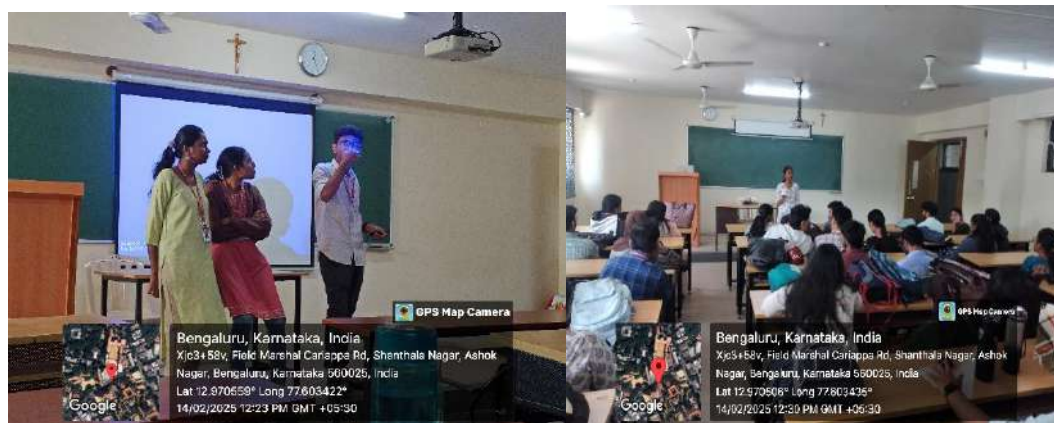 GPS Map Camera
Bengaluru, Karnataka, India
Xjc3+58v, Field Marshal Cariappa Rd, Shanthala Nagar, Ashok
Nagar, Bengaluru, Karnataka 560025, India
Lat 12.970559° Long 77.603422°
14/02/2025 12:23 PM GMT +05:30
Google
GPS Map Camera
Bengaluru, Karnataka, India
Xjc3+58v, Field Marshal Cariappa Rd, Shanthala Nagar, Ashok
Nagar, Bengaluru, Karnataka 560025, India
Lat 12.970506° Long 77.603435°
14/02/2025 12:30 PM GMT +05:30
Google